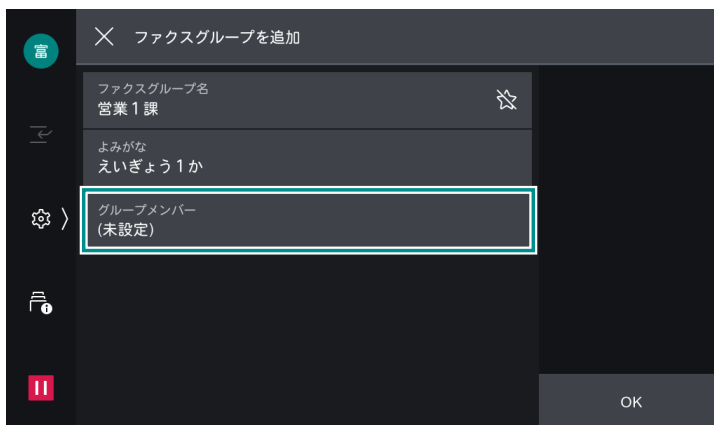 富
ファクスグループを追加
ファクスグループ名
営業1課
よみがな
えいぎょう1か
グループメンバー
(未設定)
OK